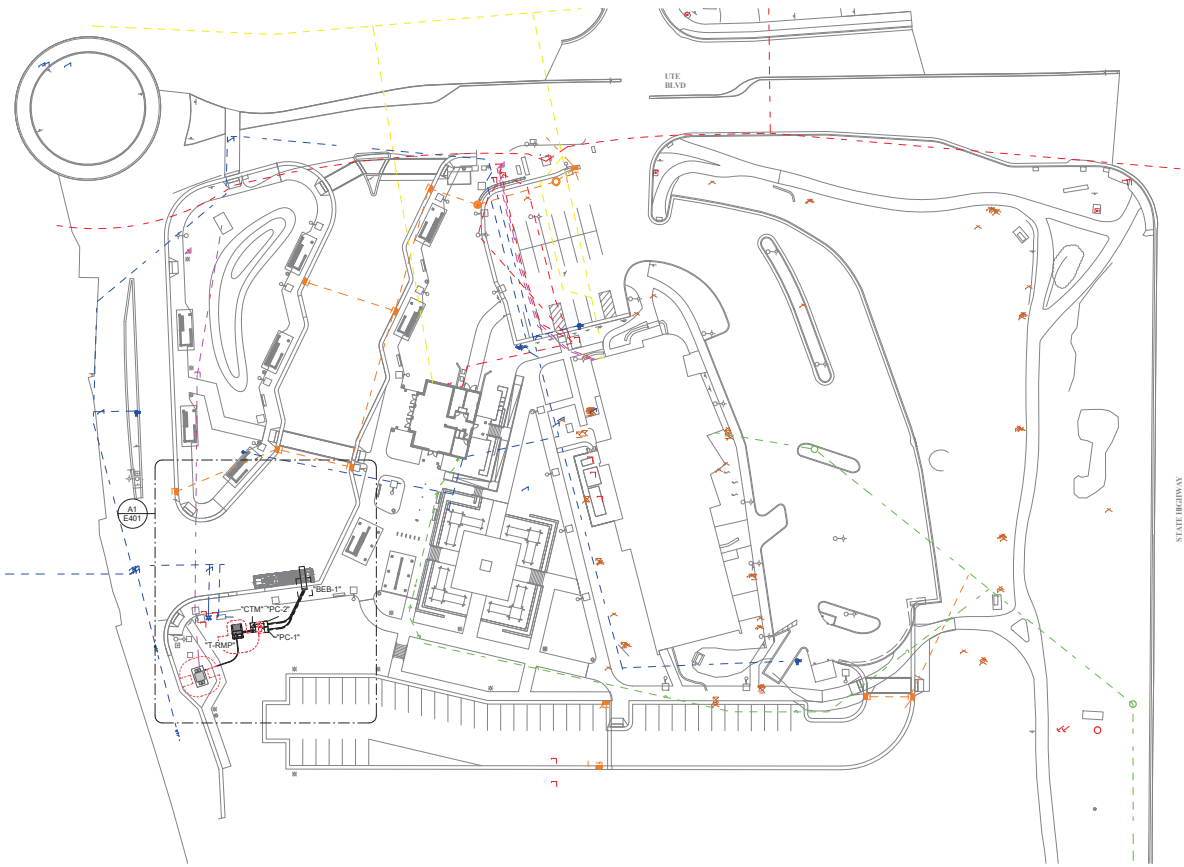 UTE
BLVD
STATE HIGHWAY
A1
E401
"BEB-1"
"CTM"
"PC-2"
"PC-1"
"T-RMP"